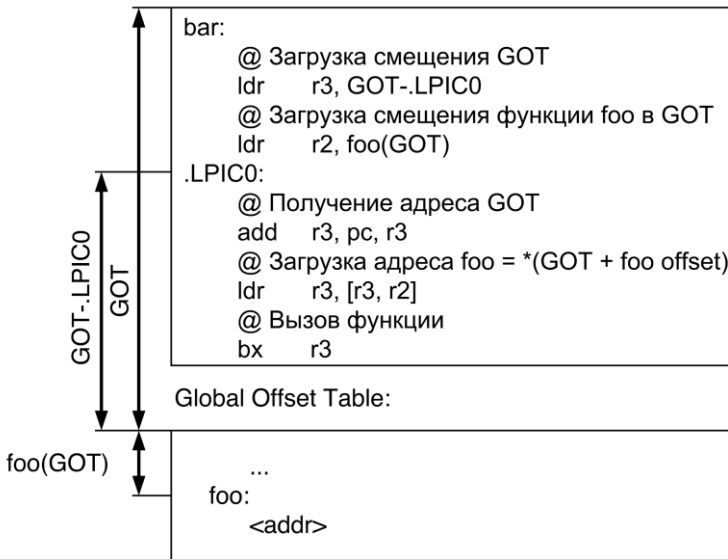 bar:
@ Загрузка смещения GOT
ldr r3, GOT-.LPIC0
@ Загрузка смещения функции foo в GOT
ldr r2, foo(GOT)
.LPIC0:
@ Получение адреса GOT
add r3, pc, r3
@ Загрузка адреса foo = *(GOT + foo offset)
ldr r3, [r3, r2]
@ Вызов функции
bx r3
GOT-.LPIC0
GOT
Global Offset Table:
foo(GOT)
...
foo:
<addr>